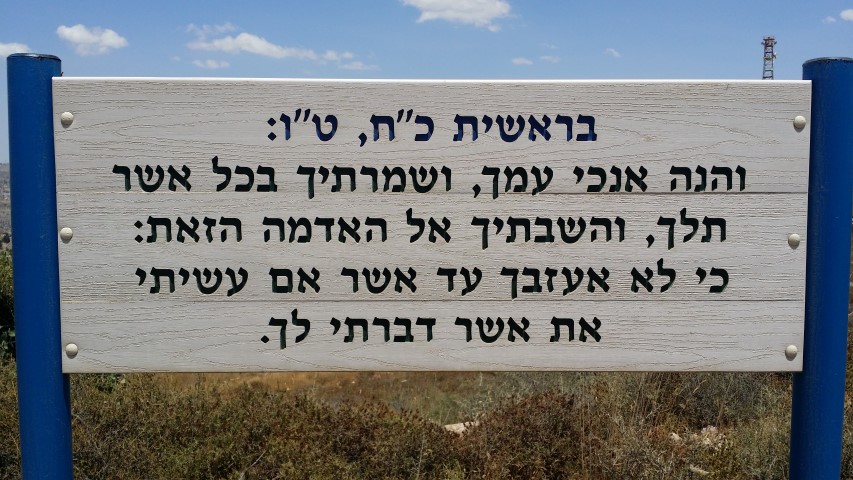 בראשית כ"ח, ט"ו:
והנה אנכי עמך, ושמרתיך בכל אשר
תלך, והשבתיך אל האדמה הזאת:
כי לא אעזבך עד אשר אם עשיתי
את אשר דברתי לך.